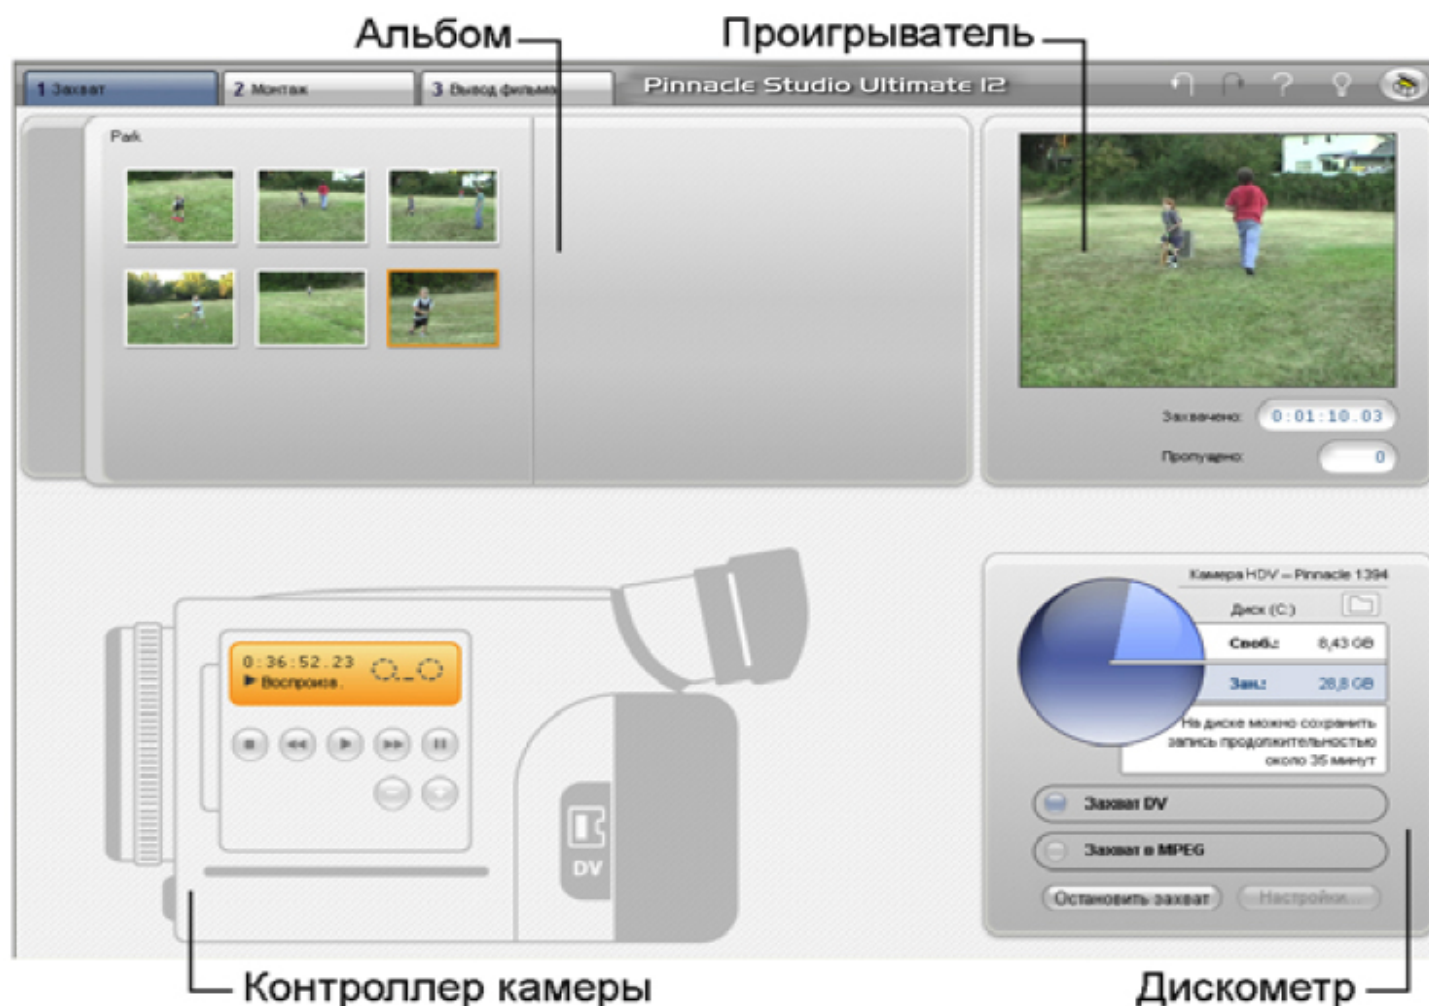 Альбом
Проигрыватель
1 Захват
2 Монтаж
3 Вывод фильма
Pinnacle Studio Ultimate 12
Park
Захвачено: 0:01:10.03
Пропущено: 0
0:36:52.23
Воспроизв.
DV
Камера HDV – Pinnacle 1394
Диск (C:)
Своб.: 8,43 GB
Зан.: 28,8 GB
На диске можно сохранить
запись продолжительностью
около 35 минут
Захват DV
Захват в MPEG
Остановить захват
Настройки...
Контроллер камеры
Дискометр